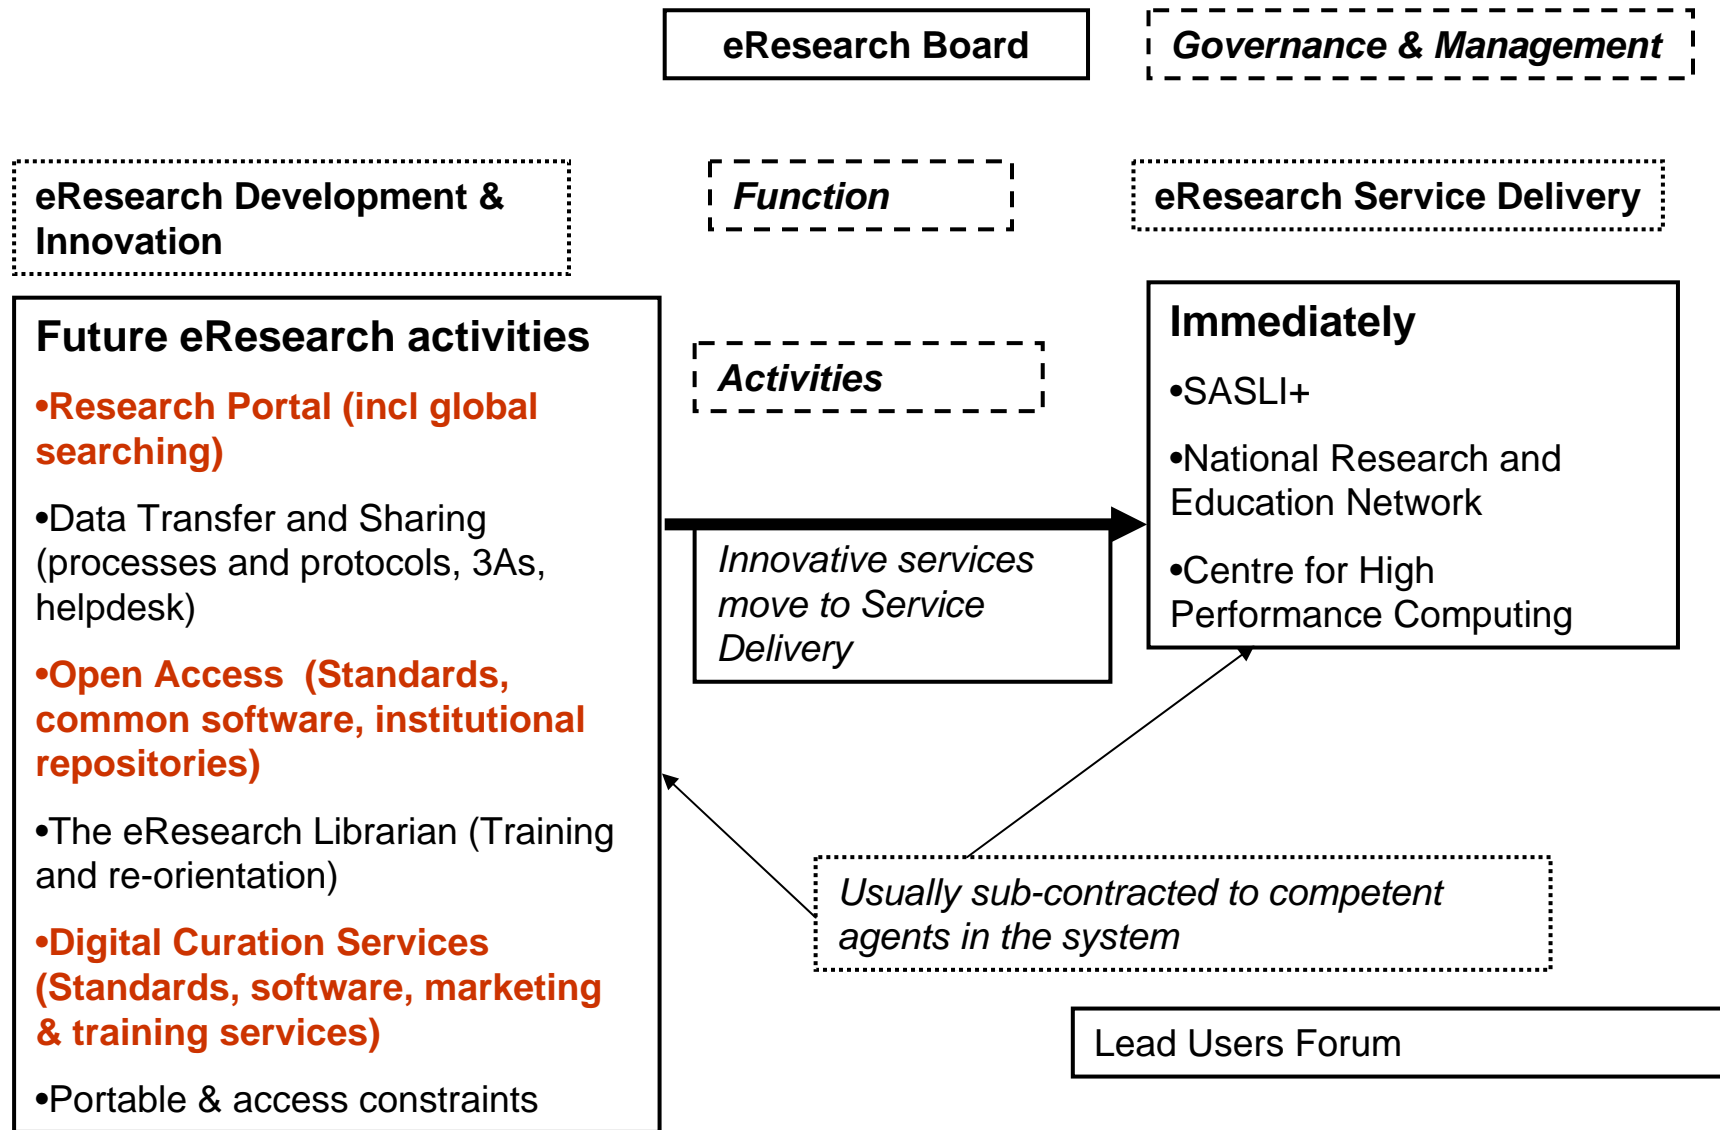 eResearch Board
Governance & Management
eResearch Development &
Innovation
Function
eResearch Service Delivery
Future eResearch activities
•Research Portal (incl global
searching)
•Data Transfer and Sharing
(processes and protocols, 3As,
helpdesk)
•Open Access  (Standards,
common software, institutional
repositories)
•The eResearch Librarian (Training
and re-orientation)
•Digital Curation Services
(Standards, software, marketing
& training services)
•Portable & access constraints
Activities
Innovative services
move to Service
Delivery
Immediately
•SASLI+
•National Research and
Education Network
•Centre for High
Performance Computing
Usually sub-contracted to competent
agents in the system
Lead Users Forum